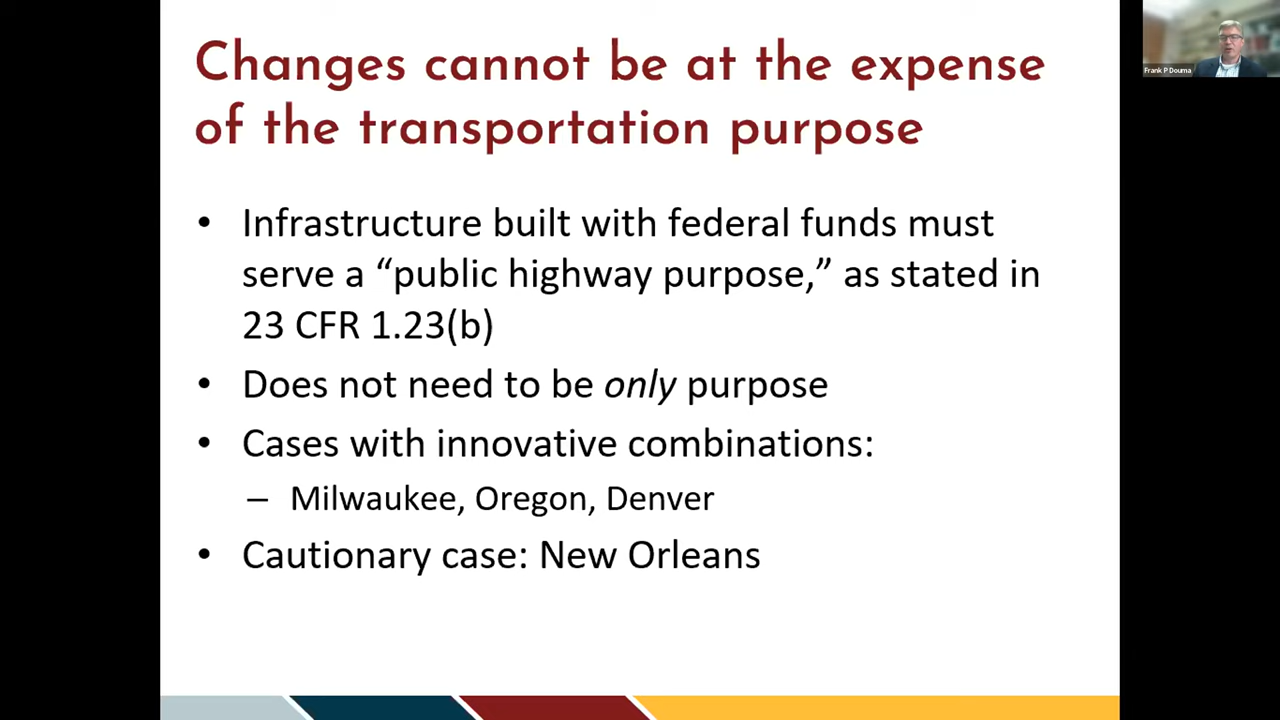 Changes cannot be at the expense
of the transportation purpose
• Infrastructure built with federal funds must
serve a “public highway purpose,” as stated in
23 CFR 1.23(b)
• Does not need to be only purpose
• Cases with innovative combinations:
– Milwaukee, Oregon, Denver
• Cautionary case: New Orleans
Frank P Douma